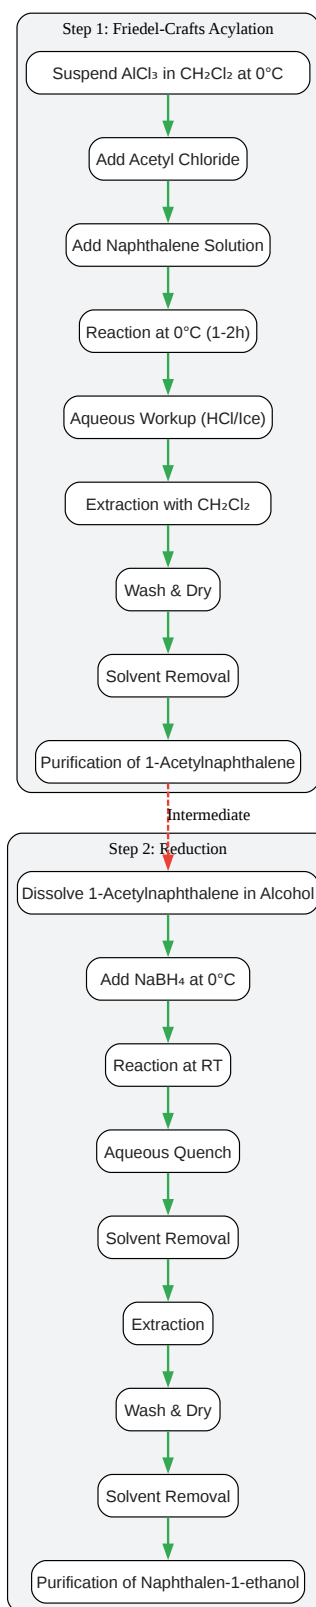 Step 1: Friedel-Crafts Acylation
Suspend AlCl₃ in CH₂Cl₂ at 0°C
Add Acetyl Chloride
Add Naphthalene Solution
Reaction at 0°C (1-2h)
Aqueous Workup (HCl/Ice)
Extraction with CH₂Cl₂
Wash & Dry
Solvent Removal
Purification of 1-Acetylnaphthalene
Intermediate
Step 2: Reduction
Dissolve 1-Acetylnaphthalene in Alcohol
Add NaBH₄ at 0°C
Reaction at RT
Aqueous Quench
Solvent Removal
Extraction
Wash & Dry
Solvent Removal
Purification of Naphthalen-1-ethanol